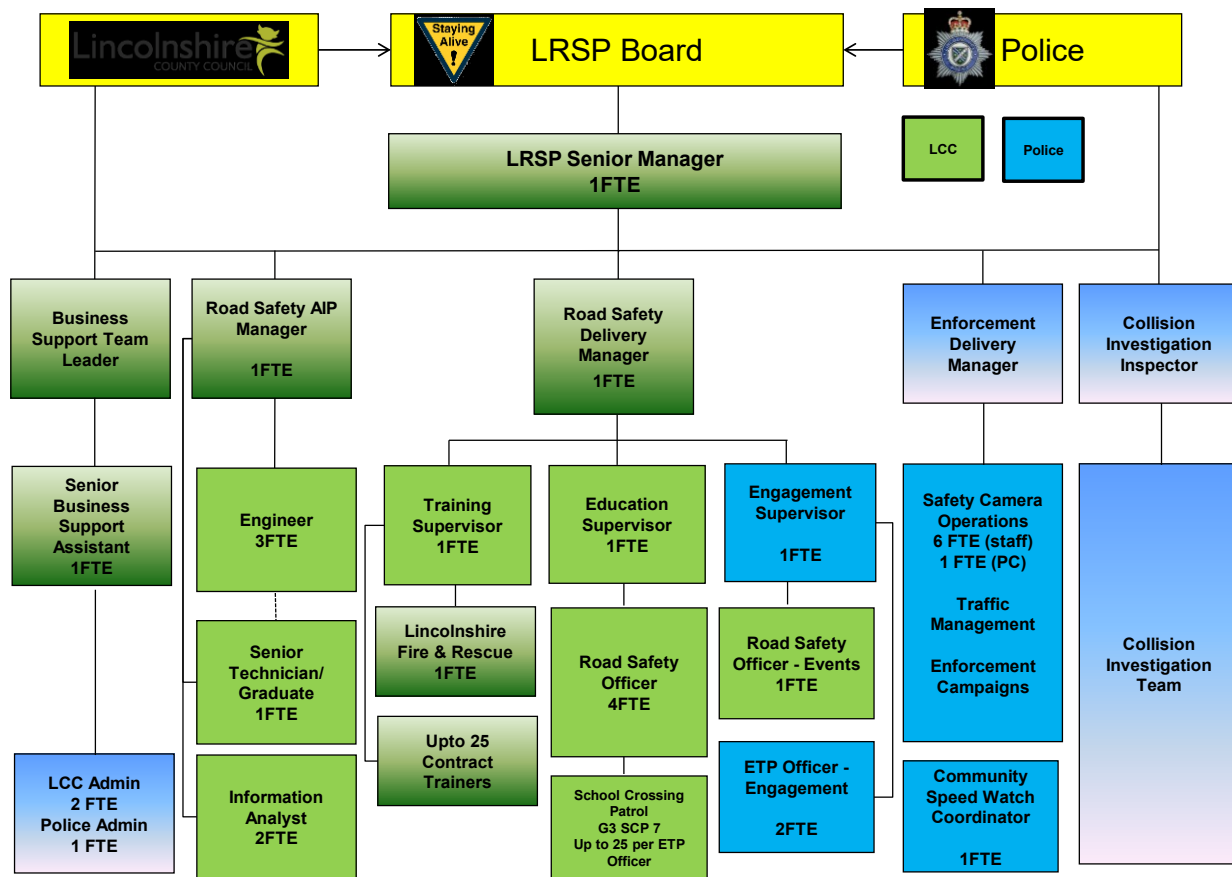 Lincolnshire
COUNTY COUNCIL
Staying
Alive
!
LRSP Board
Police
LCC
Police
LRSP Senior Manager
1FTE
Business
Support Team
Leader
Road Safety AIP
Manager
1FTE
Road Safety
Delivery
Manager
1FTE
Enforcement
Delivery
Manager
Collision
Investigation
Inspector
Senior
Business
Support
Assistant
1FTE
Engineer
3FTE
Training
Supervisor
1FTE
Education
Supervisor
1FTE
Engagement
Supervisor
1FTE
Safety Camera
Operations
6 FTE (staff)
1 FTE (PC)
Traffic
Management
Enforcement
Campaigns
Collision
Investigation
Team
Senior
Technician/
Graduate
1FTE
Lincolnshire
Fire & Rescue
1FTE
Road Safety
Officer
4FTE
Road Safety
Officer - Events
1FTE
Upto 25
Contract
Trainers
LCC Admin
2 FTE
Police Admin
1 FTE
Information
Analyst
2FTE
School Crossing
Patrol
G3 SCP 7
Up to 25 per ETP
Officer
ETP Officer -
Engagement
2FTE
Community
Speed Watch
Coordinator
1FTE